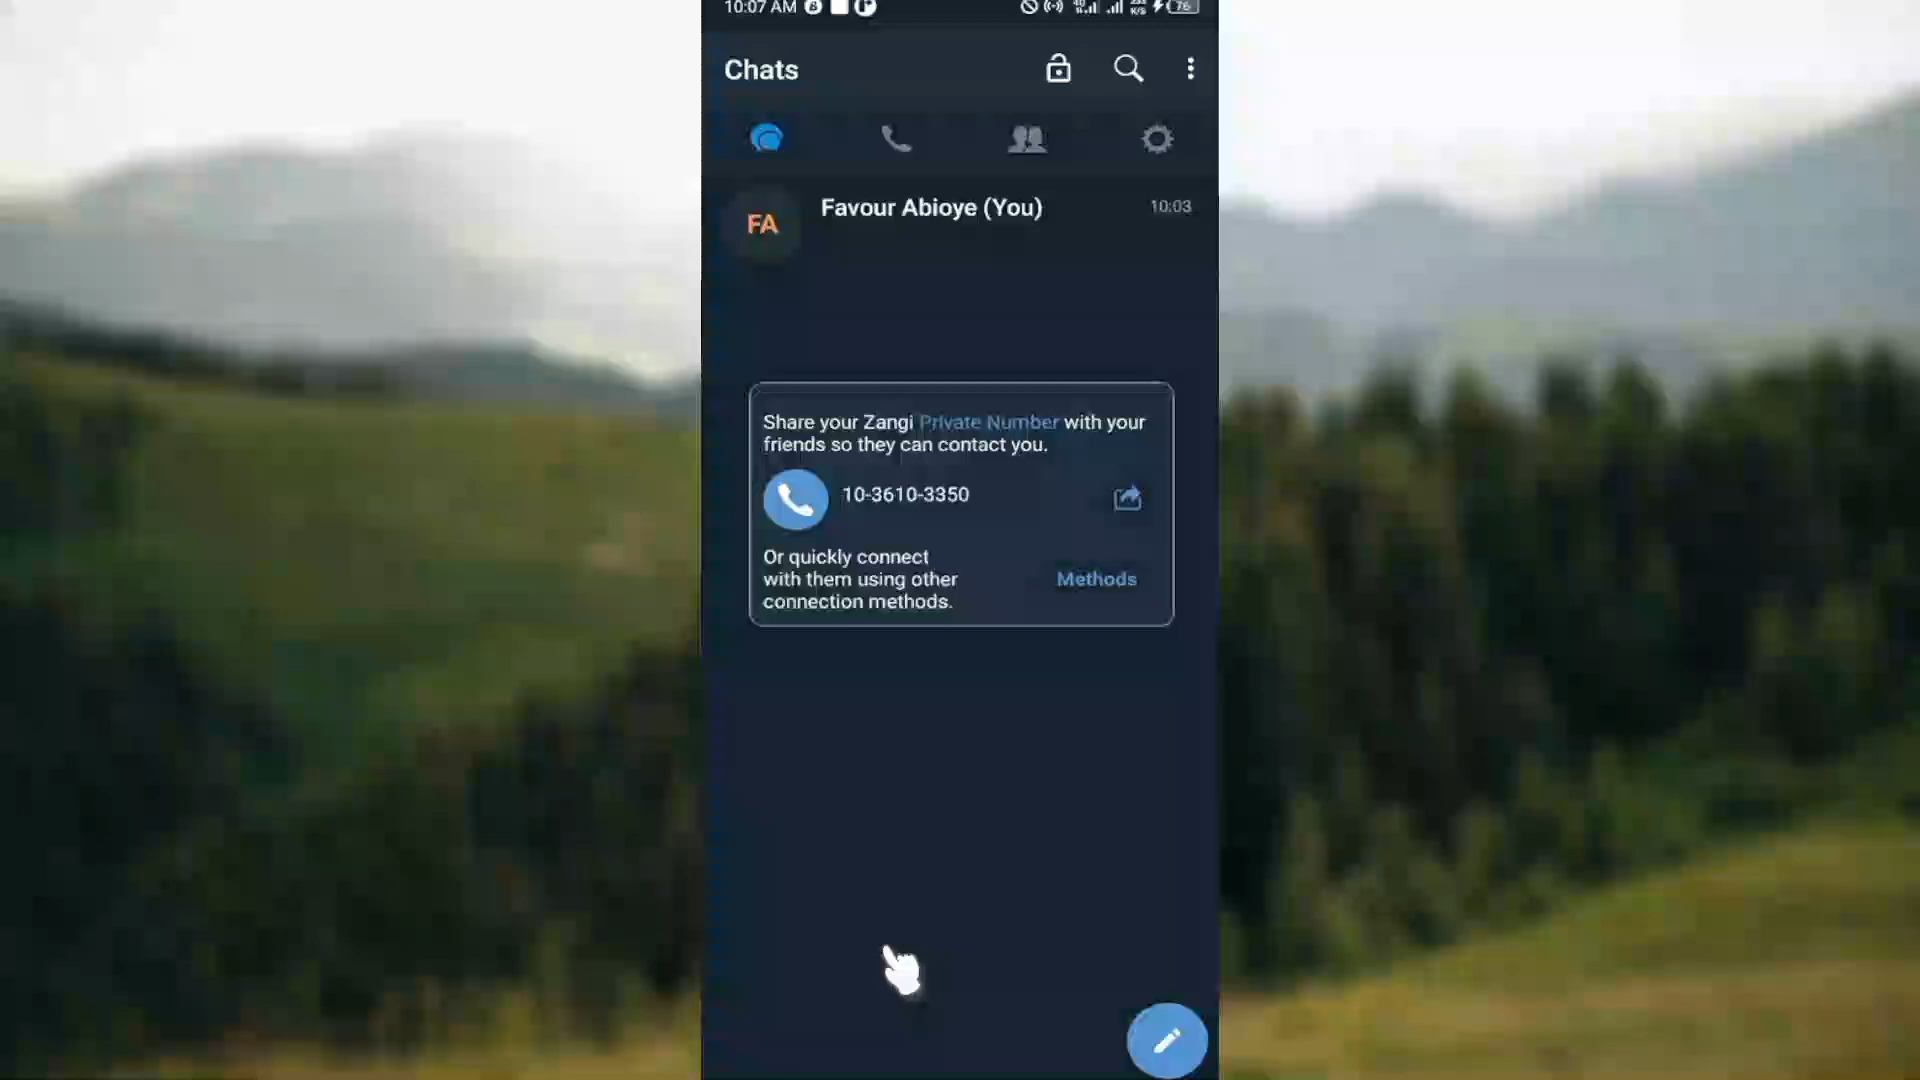 10:07 AM
76
Chats
FA
Favour Abioye (You)
10:03
Share your Zangi Private Number with your
friends so they can contact you.
10-3610-3350
Or quickly connect
with them using other
connection methods.
Methods